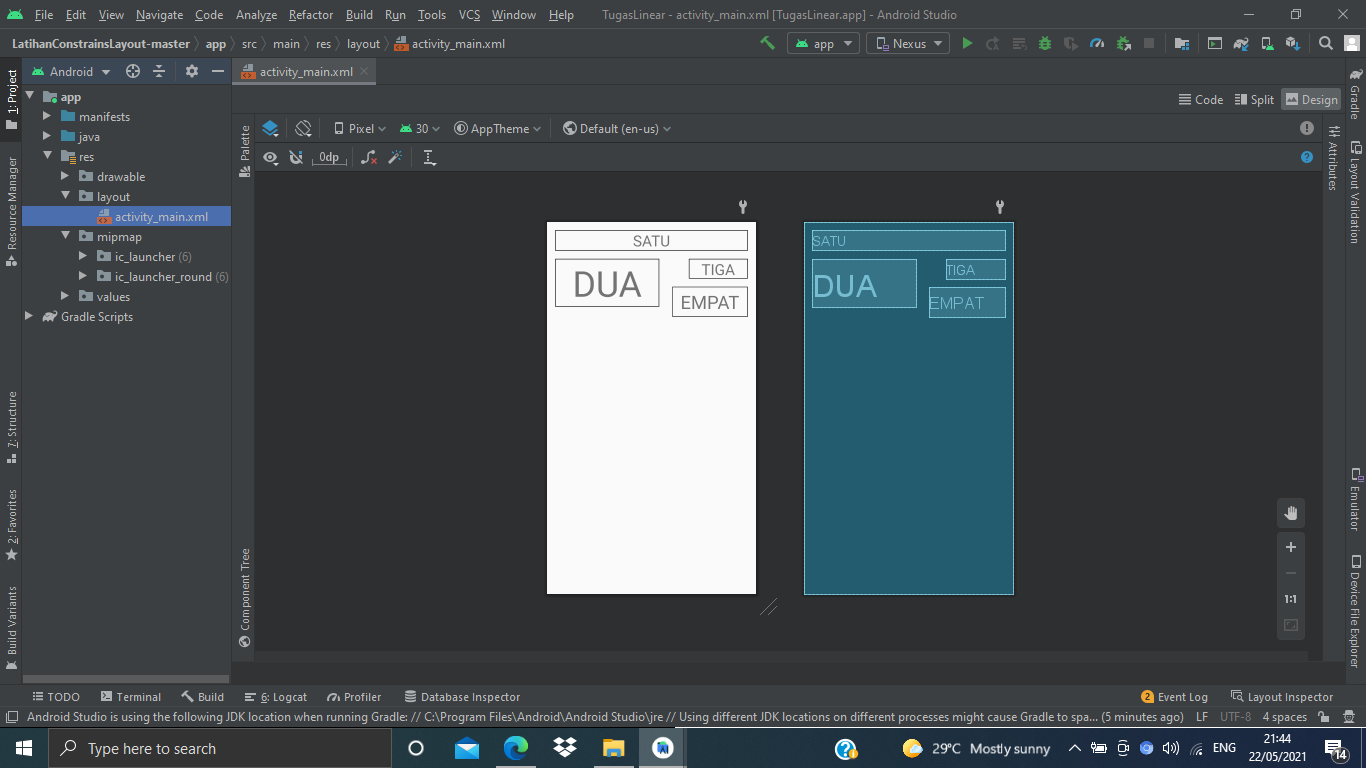 File Edit View Navigate Code Analyze Refactor Build Run Tools VCS Window Help TugasLinear - activity_main.xml [TugasLinear.app] - Android Studio
LatihanConstrainsLayout-master app src main res layout activity_main.xml app Nexus
1: Project
Android
activity_main.xml
app
manifests
java
res
drawable
layout
activity_main.xml
mipmap
ic_launcher (6)
ic_launcher_round (6)
values
Gradle Scripts
Resource Manager
7: Structure
2: Favorites
Build Variants
Code Split Design
Palette
Pixel 30 AppTheme Default (en-us)
0dp
SATU
DUA
TIGA
EMPAT
SATU
DUA
TIGA
EMPAT
Component Tree
1:1
Attributes
Gradle
Layout Validation
Emulator
Device File Explorer
TODO Terminal Build 6: Logcat Profiler Database Inspector 2 Event Log Layout Inspector
Android Studio is using the following JDK location when running Gradle: // C:\Program Files\Android\Android Studio\jre // Using different JDK locations on different processes might cause Gradle to spa... (5 minutes ago) LF UTF-8 4 spaces
Type here to search
29°C Mostly sunny
ENG
21:44
22/05/2021
14